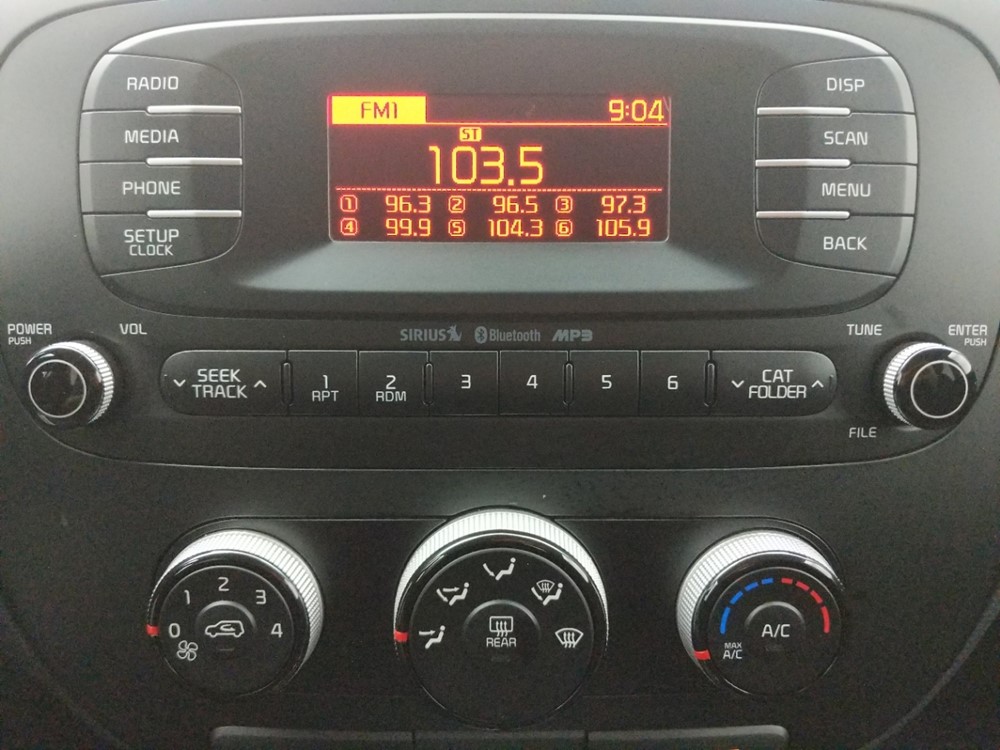 RADIO
MEDIA
PHONE
SETUP
CLOCK
FM1 9:04
ST
103.5
1 96.3 2 96.5 3 97.3
4 99.9 5 104.3 6 105.9
DISP
SCAN
MENU
BACK
POWER
PUSH
VOL
SIRIUS Bluetooth MP3
TUNE
ENTER
PUSH
SEEK
TRACK
1
RPT
2
RDM
3
4
5
6
CAT
FOLDER
FILE
0 1 2 3 4
REAR
A/C
MAX
A/C